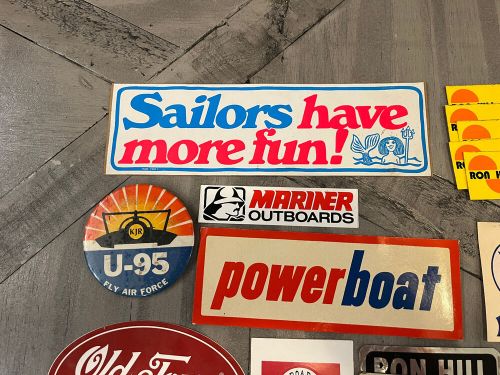 Sailors have
more fun!
MARINER
OUTBOARDS
KJR
U-95
FLY AIR FORCE
powerboat
RON
RON HILL